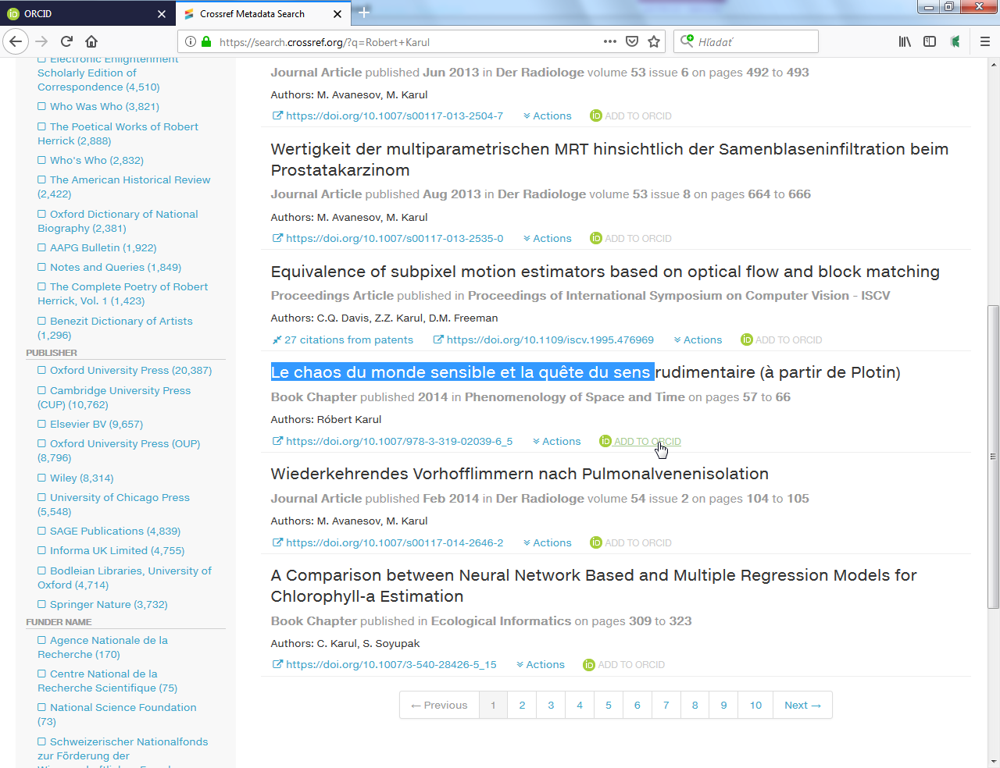 ORCID
Crossref Metadata Search
https://search.crossref.org/?q=Robert+Karul
Hľadať
Electronic Enlightenment
Scholarly Edition of
Correspondence (4,510)
Who Was Who (3,821)
The Poetical Works of Robert
Herrick (2,888)
Who's Who (2,832)
The American Historical Review
(2,422)
Oxford Dictionary of National
Biography (2,381)
AAPG Bulletin (1,922)
Notes and Queries (1,849)
The Complete Poetry of Robert
Herrick, Vol. 1 (1,423)
Benezit Dictionary of Artists
(1,296)
PUBLISHER
Oxford University Press (20,387)
Cambridge University Press
(CUP) (10,762)
Elsevier BV (9,657)
Oxford University Press (OUP)
(8,796)
Wiley (8,314)
University of Chicago Press
(5,548)
SAGE Publications (4,839)
Informa UK Limited (4,755)
Bodleian Libraries, University of
Oxford (4,714)
Springer Nature (3,732)
FUNDER NAME
Agence Nationale de la
Recherche (170)
Centre National de la
Recherche Scientifique (75)
National Science Foundation
(73)
Schweizerischer Nationalfonds
zur Förderung der
Journal Article published Jun 2013 in Der Radiologe volume 53 issue 6 on pages 492 to 493
Authors: M. Avanesov, M. Karul
https://doi.org/10.1007/s00117-013-2504-7 Actions iD ADD TO ORCID
Wertigkeit der multiparametrischen MRT hinsichtlich der Samenblaseninfiltration beim
Prostatakarzinom
Journal Article published Aug 2013 in Der Radiologe volume 53 issue 8 on pages 664 to 666
Authors: M. Avanesov, M. Karul
https://doi.org/10.1007/s00117-013-2535-0 Actions iD ADD TO ORCID
Equivalence of subpixel motion estimators based on optical flow and block matching
Proceedings Article published in Proceedings of International Symposium on Computer Vision - ISCV
Authors: C.Q. Davis, Z.Z. Karul, D.M. Freeman
27 citations from patents https://doi.org/10.1109/iscv.1995.476969 Actions iD ADD TO ORCID
Le chaos du monde sensible et la quête du sens rudimentaire (à partir de Plotin)
Book Chapter published 2014 in Phenomenology of Space and Time on pages 57 to 66
Authors: Róbert Karul
https://doi.org/10.1007/978-3-319-02039-6_5 Actions iD ADD TO ORCID
Wiederkehrendes Vorhofflimmern nach Pulmonalvenenisolation
Journal Article published Feb 2014 in Der Radiologe volume 54 issue 2 on pages 104 to 105
Authors: M. Avanesov, M. Karul
https://doi.org/10.1007/s00117-014-2646-2 Actions iD ADD TO ORCID
A Comparison between Neural Network Based and Multiple Regression Models for
Chlorophyll-a Estimation
Book Chapter published in Ecological Informatics on pages 309 to 323
Authors: C. Karul, S. Soyupak
https://doi.org/10.1007/3-540-28426-5_15 Actions iD ADD TO ORCID
← Previous 1 2 3 4 5 6 7 8 9 10 Next →